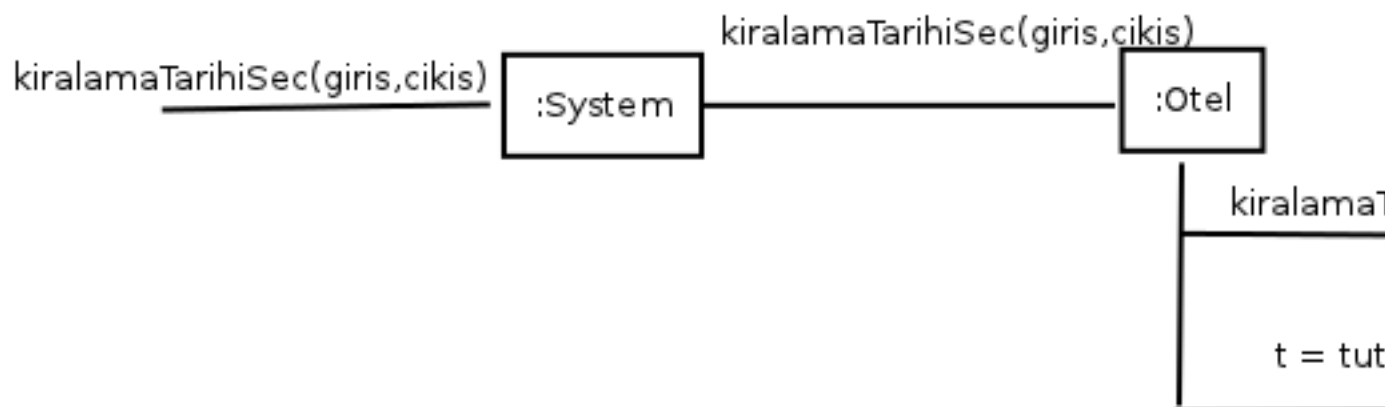 kiralamaTarihiSec(giris,cikis)
kiralamaTarihiSec(giris,cikis)
:System
:Otel
kiralamaT
t = tut